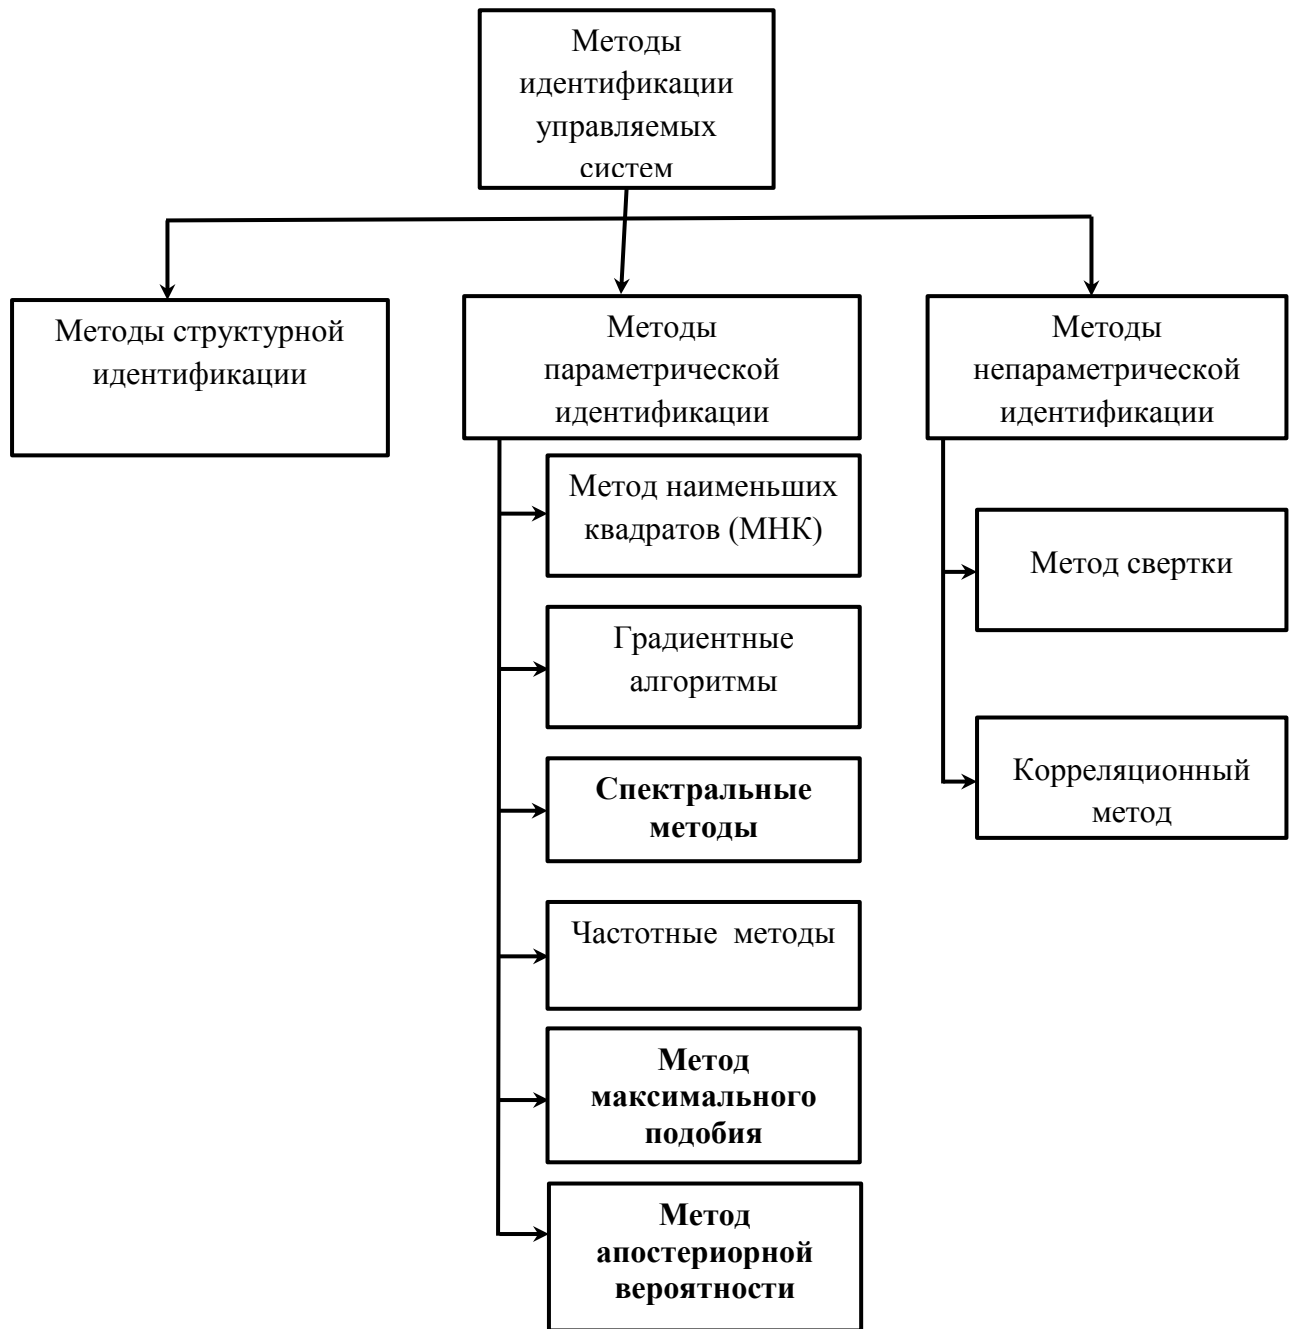 Методы
идентификации
управляемых
систем
Методы структурной
идентификации
Методы
параметрической
идентификации
Метод наименьших
квадратов (МНК)
Градиентные
алгоритмы
Спектральные
методы
Частотные методы
Метод
максимального
подобия
Метод
апостериорной
вероятности
Методы
непараметрической
идентификации
Метод свертки
Корреляционный
метод